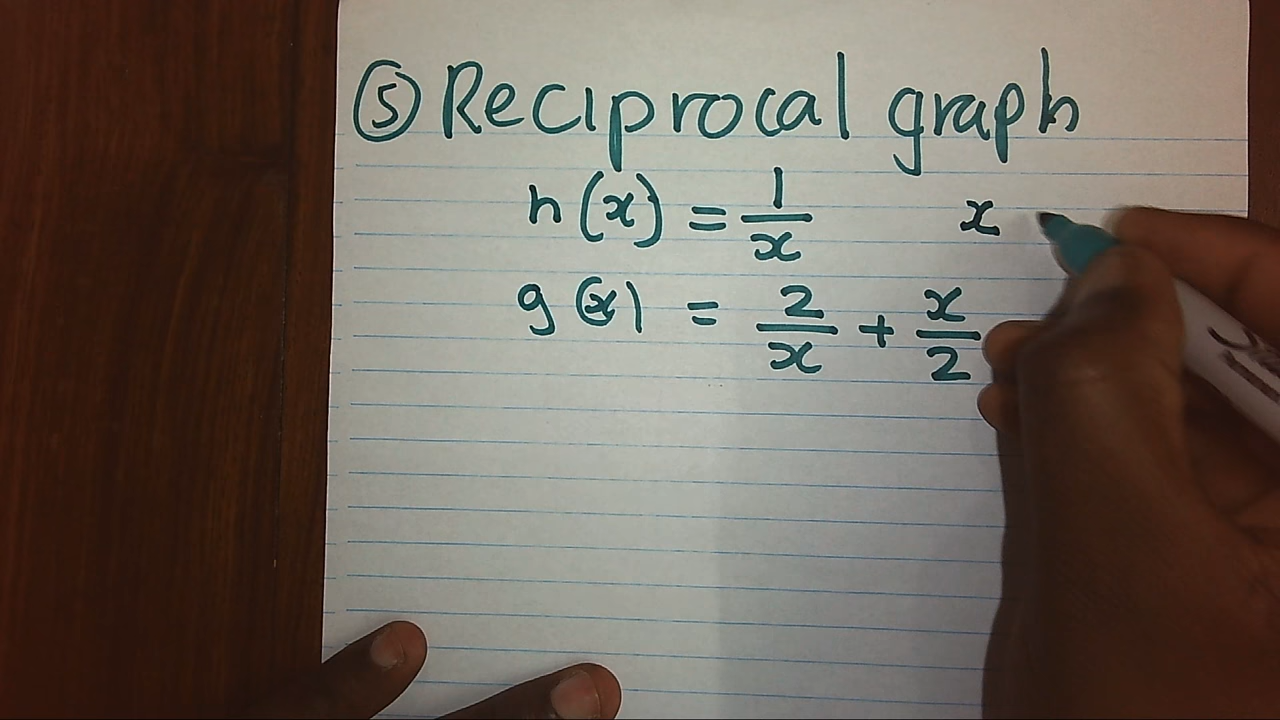 ⑤ Reciprocal graph
h(x) = 1/x x
g(x) = 2/x + x/2